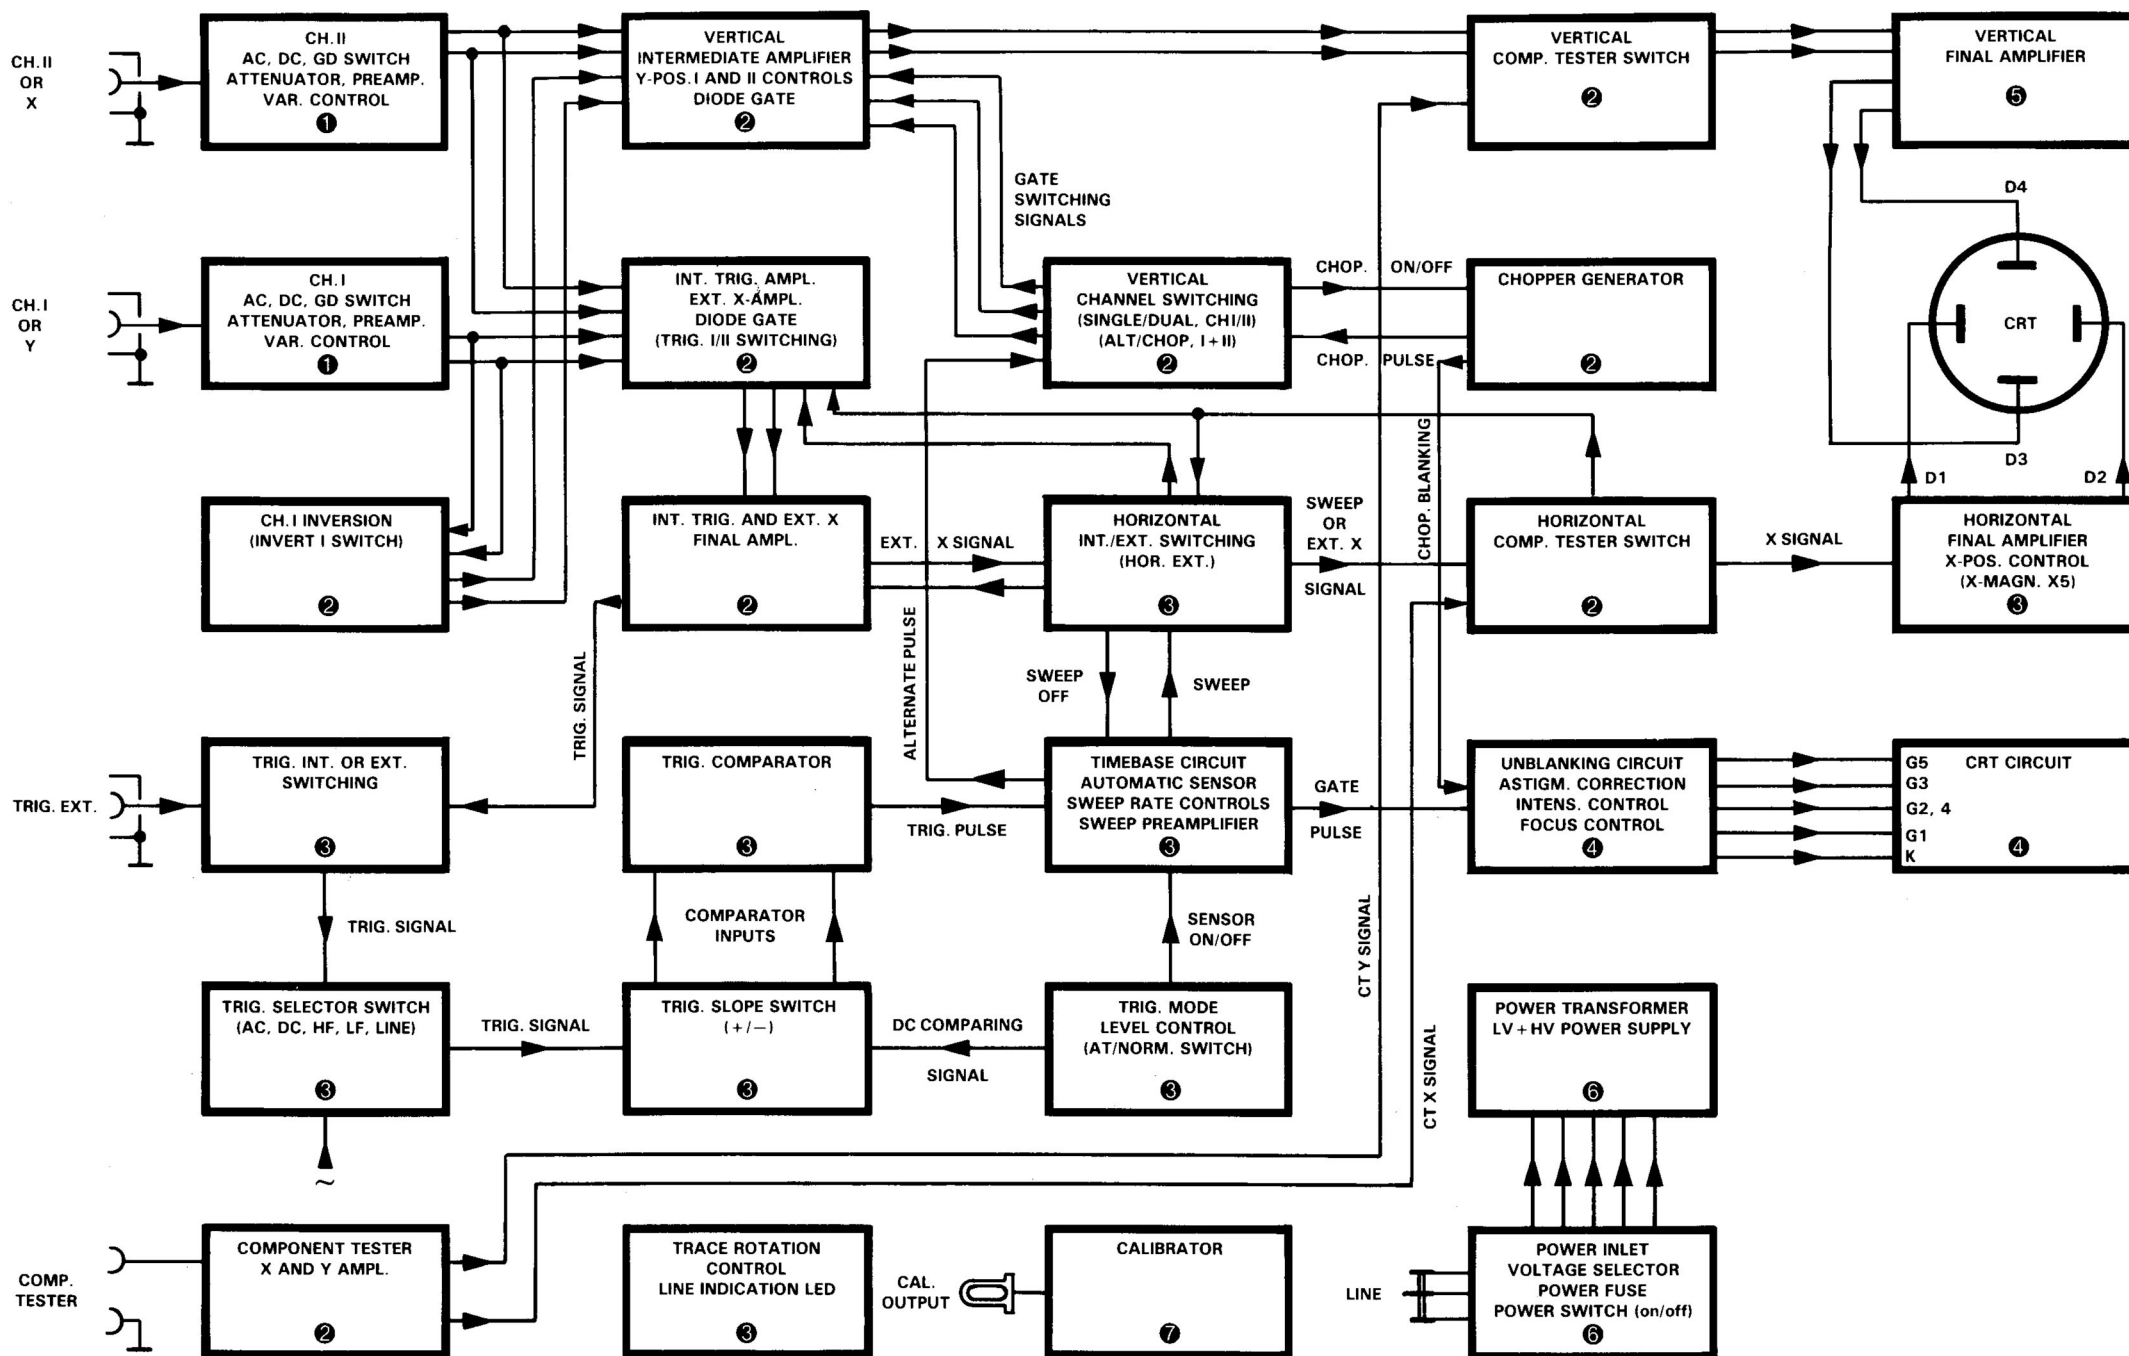 CH.II
OR
X
CH.II
AC, DC, GD SWITCH
ATTENUATOR, PREAMP.
VAR. CONTROL
1
VERTICAL
INTERMEDIATE AMPLIFIER
Y-POS. I AND II CONTROLS
DIODE GATE
2
VERTICAL
COMP. TESTER SWITCH
2
VERTICAL
FINAL AMPLIFIER
5
GATE
SWITCHING
SIGNALS
D4
CH.I
OR
Y
CH.I
AC, DC, GD SWITCH
ATTENUATOR, PREAMP.
VAR. CONTROL
1
INT. TRIG. AMPL.
EXT. X-AMPL.
DIODE GATE
(TRIG. I/II SWITCHING)
2
VERTICAL
CHANNEL SWITCHING
(SINGLE/DUAL, CHI/II)
(ALT/CHOP, I + II)
2
CHOP. ON/OFF
CHOP. PULSE
CHOPPER GENERATOR
2
CRT
D3
D1
D2
CHOP. BLANKING
CH.I INVERSION
(INVERT I SWITCH)
2
INT. TRIG. AND EXT. X
FINAL AMPL.
2
EXT. X SIGNAL
HORIZONTAL
INT./EXT. SWITCHING
(HOR. EXT.)
3
SWEEP
OR
EXT. X
SIGNAL
HORIZONTAL
COMP. TESTER SWITCH
2
X SIGNAL
HORIZONTAL
FINAL AMPLIFIER
X-POS. CONTROL
(X-MAGN. X5)
3
TRIG. SIGNAL
ALTERNATE PULSE
SWEEP
OFF
SWEEP
TRIG. EXT.
TRIG. INT. OR EXT.
SWITCHING
3
TRIG. COMPARATOR
3
TRIG. PULSE
TIMEBASE CIRCUIT
AUTOMATIC SENSOR
SWEEP RATE CONTROLS
SWEEP PREAMPLIFIER
3
GATE
PULSE
UNBLANKING CIRCUIT
ASTIGM. CORRECTION
INTENS. CONTROL
FOCUS CONTROL
4
G5
G3
G2, 4
G1
K
CRT CIRCUIT
4
TRIG. SIGNAL
COMPARATOR
INPUTS
SENSOR
ON/OFF
CT Y SIGNAL
CT X SIGNAL
TRIG. SELECTOR SWITCH
(AC, DC, HF, LF, LINE)
3
~
TRIG. SIGNAL
TRIG. SLOPE SWITCH
(+/−)
3
DC COMPARING
SIGNAL
TRIG. MODE
LEVEL CONTROL
(AT/NORM. SWITCH)
3
POWER TRANSFORMER
LV + HV POWER SUPPLY
6
COMP.
TESTER
COMPONENT TESTER
X AND Y AMPL.
2
TRACE ROTATION
CONTROL
LINE INDICATION LED
3
CAL.
OUTPUT
CALIBRATOR
7
LINE
POWER INLET
VOLTAGE SELECTOR
POWER FUSE
POWER SWITCH (on/off)
6